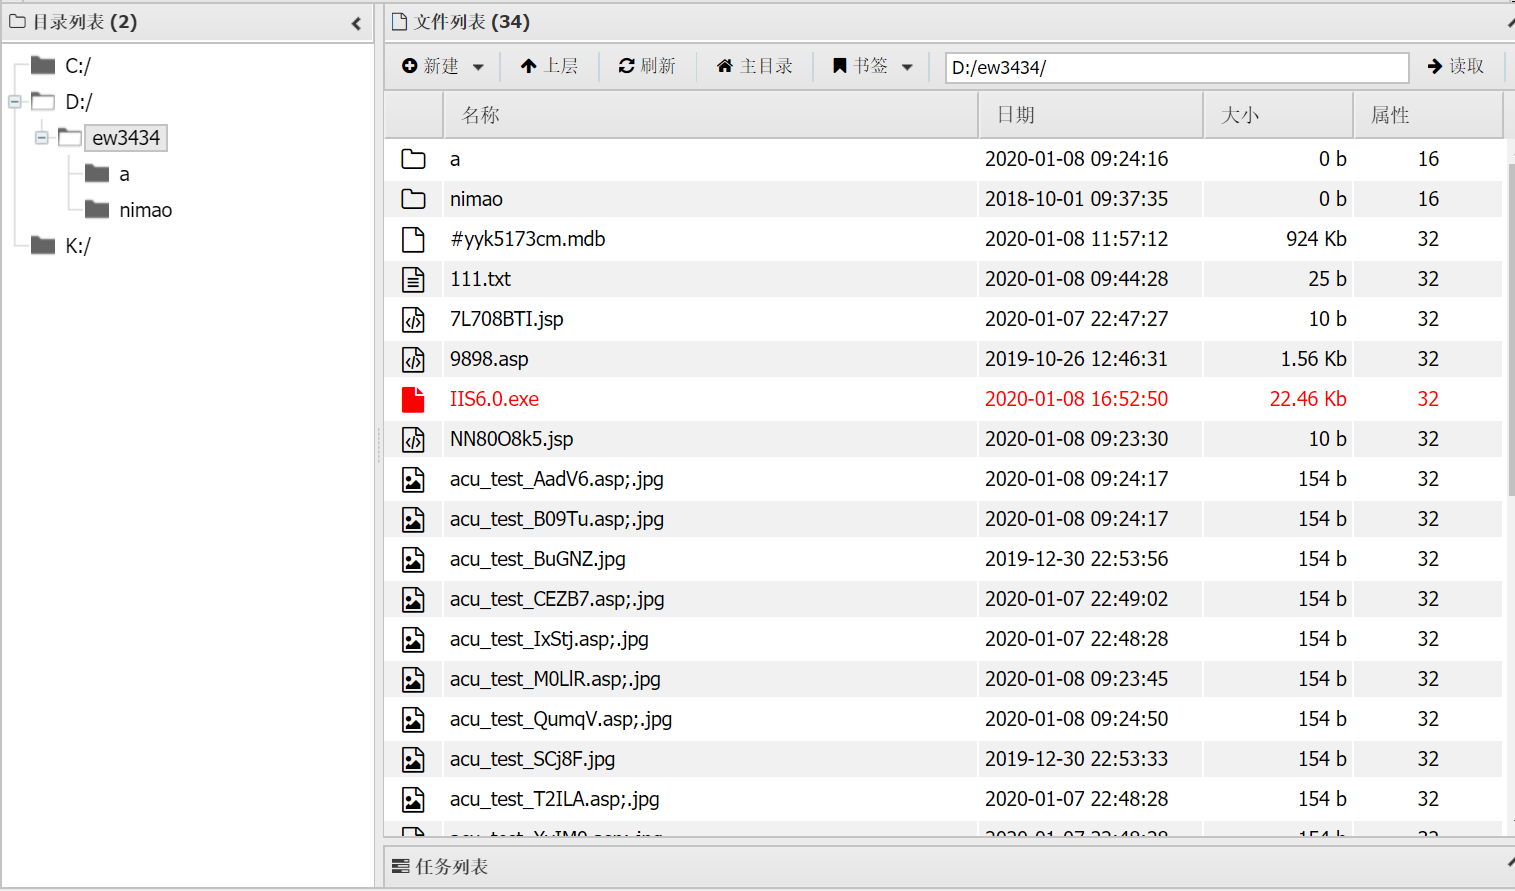 目录列表 (2)
C:/
D:/
ew3434
a
nimao
K:/
文件列表 (34)
新建 上层 刷新 主目录 书签 D:/ew3434/ 读取
名称 日期 大小 属性
a 2020-01-08 09:24:16 0 b 16
nimao 2018-10-01 09:37:35 0 b 16
#yyk5173cm.mdb 2020-01-08 11:57:12 924 Kb 32
111.txt 2020-01-08 09:44:28 25 b 32
7L708BTI.jsp 2020-01-07 22:47:27 10 b 32
9898.asp 2019-10-26 12:46:31 1.56 Kb 32
IIS6.0.exe 2020-01-08 16:52:50 22.46 Kb 32
NN80O8k5.jsp 2020-01-08 09:23:30 10 b 32
acu_test_AadV6.asp;.jpg 2020-01-08 09:24:17 154 b 32
acu_test_B09Tu.asp;.jpg 2020-01-08 09:24:17 154 b 32
acu_test_BuGNZ.jpg 2019-12-30 22:53:56 154 b 32
acu_test_CEZB7.asp;.jpg 2020-01-07 22:49:02 154 b 32
acu_test_IxStj.asp;.jpg 2020-01-07 22:48:28 154 b 32
acu_test_M0LlR.asp;.jpg 2020-01-08 09:23:45 154 b 32
acu_test_QumqV.asp;.jpg 2020-01-08 09:24:50 154 b 32
acu_test_SCj8F.jpg 2019-12-30 22:53:33 154 b 32
acu_test_T2ILA.asp;.jpg 2020-01-07 22:48:28 154 b 32
2020-01-07 22:48:28 154 b 32
任务列表